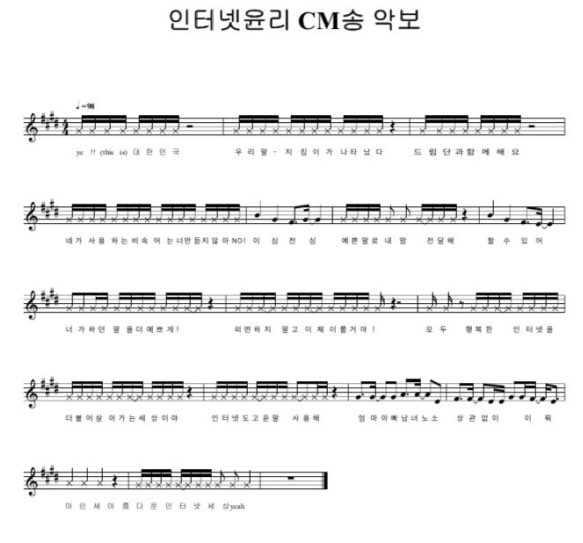 인터넷윤리 CM송 악보
♩=98
ye !! (this is) 대 한 민 국 우 리 말 - 지 킴 이 가 나 타 났 다 드 림 단 과 함 께 해 요
네 가 사 용 하 는 비 속 어 는 너 만 듣 지 않 아 NO! 이 심 전 심 예 쁜 말 로 내 맘 전 달 해 할 수 있 어
너 가 하 던 말 을 더 예 쁘 게 ! 외 면 하 지 말 고 이 제 이 룰 거 야 ! 모 두 행 복 한 인 터 넷 을
더 불 어 살 아 가 는 세 상 이 야 인 터 넷 도 고 운 말 사 용 해 엄 마 아 빠 남 녀 노 소 상 관 없 이 이 뤄
아 인 세 아 름 다 운 인 터 넷 세 상 yeah